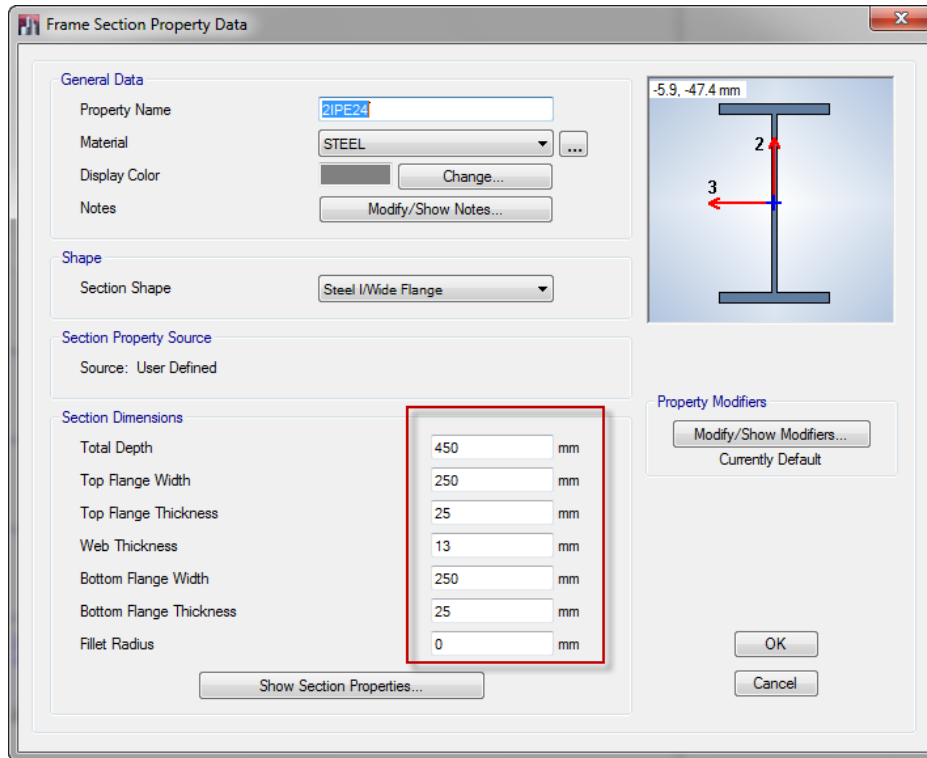 Frame Section Property Data
General Data
Property Name 2IPE24
Material STEEL ...
Display Color Change...
Notes Modify/Show Notes...
-5.9, -47.4 mm
2
3
Shape
Section Shape Steel I/Wide Flange
Section Property Source
Source: User Defined
Section Dimensions
Total Depth 450 mm
Top Flange Width 250 mm
Top Flange Thickness 25 mm
Web Thickness 13 mm
Bottom Flange Width 250 mm
Bottom Flange Thickness 25 mm
Fillet Radius 0 mm
Show Section Properties...
Property Modifiers
Modify/Show Modifiers...
Currently Default
OK
Cancel